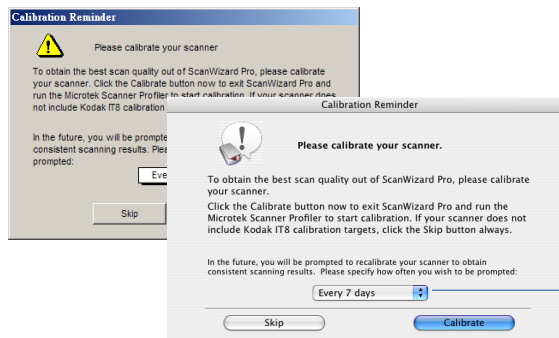 Calibration Reminder
Please calibrate your scanner
To obtain the best scan quality out of ScanWizard Pro, please calibrate
your scanner. Click the Calibrate button now to exit ScanWizard Pro and
run the Microtek Scanner Profiler to start calibration. If your scanner does
not include Kodak IT8 calibration
In the future, you will be prompte
consistent scanning results. Plea
prompted:
Eve
Skip
Calibration Reminder
Please calibrate your scanner.
To obtain the best scan quality out of ScanWizard Pro, please calibrate
your scanner.
Click the Calibrate button now to exit ScanWizard Pro and run the
Microtek Scanner Profiler to start calibration. If your scanner does not
include Kodak IT8 calibration targets, click the Skip button always.
In the future, you will be prompted to recalibrate your scanner to obtain
consistent scanning results. Please specify how often you wish to be prompted:
Every 7 days
Skip
Calibrate